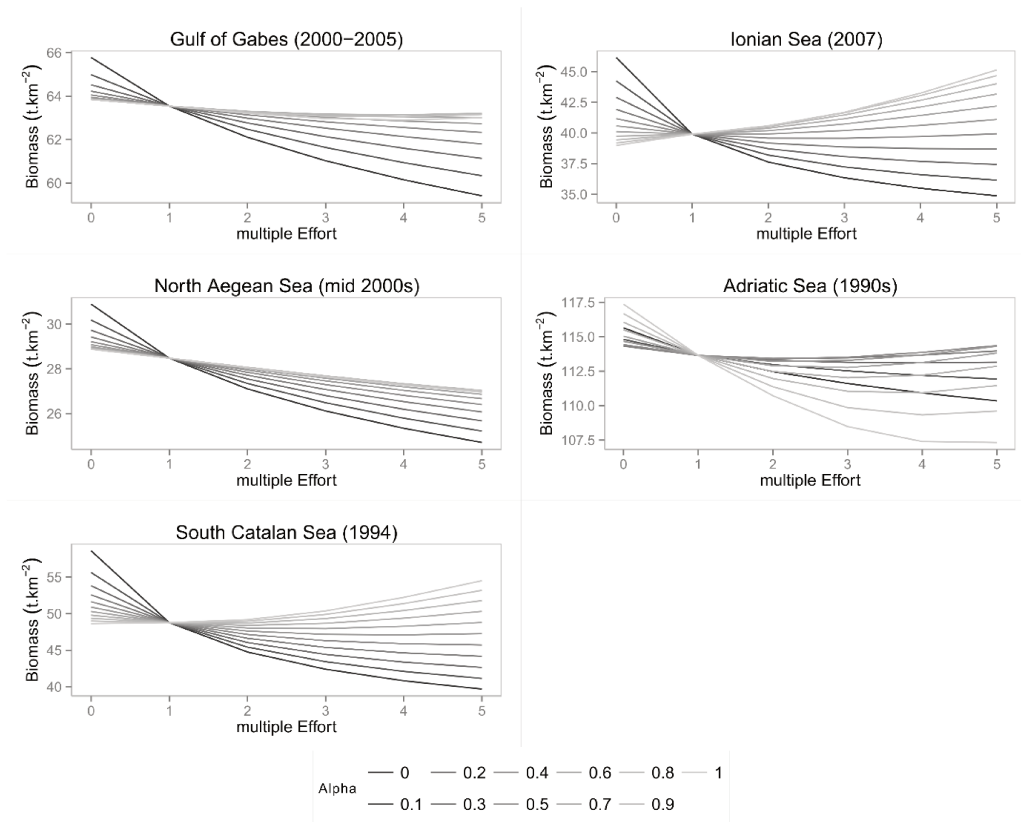 Gulf of Gabes (2000−2005)
66
64
62
60
Biomass (t.km⁻²)
0 1 2 3 4 5
multiple Effort
Ionian Sea (2007)
45.0
42.5
40.0
37.5
35.0
Biomass (t.km⁻²)
0 1 2 3 4 5
multiple Effort
North Aegean Sea (mid 2000s)
30
28
26
Biomass (t.km⁻²)
0 1 2 3 4 5
multiple Effort
Adriatic Sea (1990s)
117.5
115.0
112.5
110.0
107.5
Biomass (t.km⁻²)
0 1 2 3 4 5
multiple Effort
South Catalan Sea (1994)
55
50
45
40
Biomass (t.km⁻²)
0 1 2 3 4 5
multiple Effort
Alpha
0 0.2 0.4 0.6 0.8 1
0.1 0.3 0.5 0.7 0.9